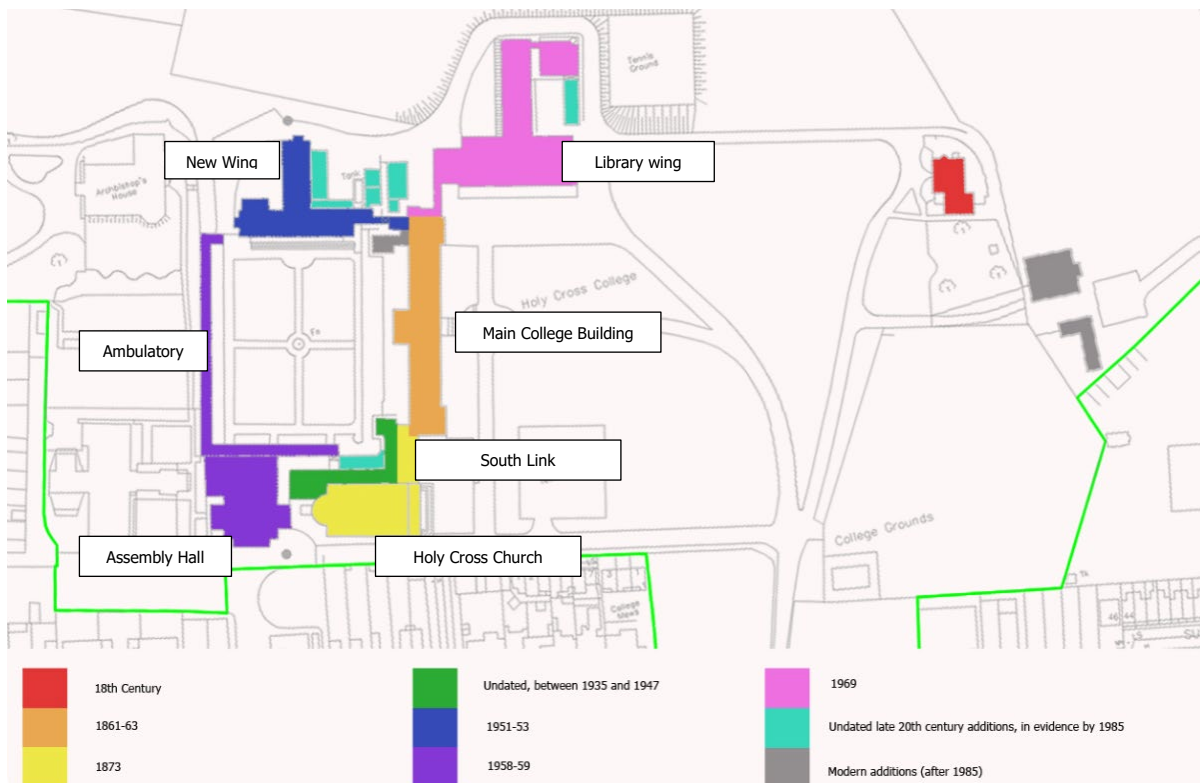 Tennis
Ground
New Wing
Library wing
Tank
Archbishop's
House
Holy Cross College
Main College Building
Ambulatory
South Link
College Grounds
Assembly Hall
Holy Cross Church
College
Mews
46 44
18th Century
1861-63
1873
Undated, between 1935 and 1947
1951-53
1958-59
1969
Undated late 20th century additions, in evidence by 1985
Modern additions (after 1985)